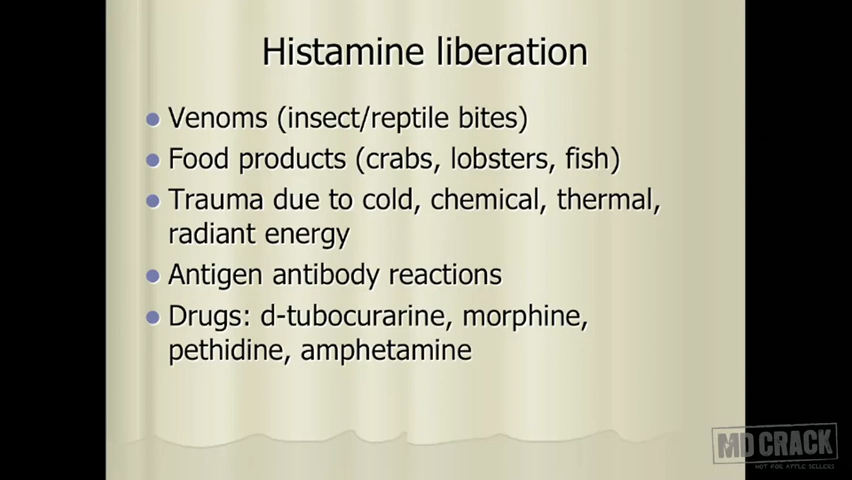 Histamine liberation
Venoms (insect/reptile bites)
Food products (crabs, lobsters, fish)
Trauma due to cold, chemical, thermal,
radiant energy
Antigen antibody reactions
Drugs: d-tubocurarine, morphine,
pethidine, amphetamine
MD CRACK
NOT FOR APPLE SELLERS